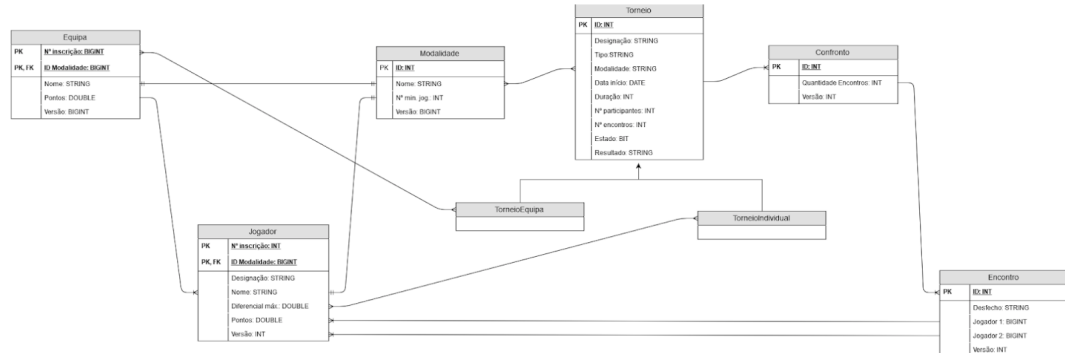 Equipa
PK Nº inscrição: BIGINT
PK, FK ID Modalidade: BIGINT
Nome: STRING
Pontos: DOUBLE
Versão: BIGINT
Modalidade
PK ID: INT
Nome: STRING
Nº min. jog.: INT
Versão: BIGINT
Torneio
PK ID: INT
Designação: STRING
Tipo:STRING
Modalidade: STRING
Data início: DATE
Duração: INT
Nº participantes: INT
Nº encontros: INT
Estado: BIT
Resultado: STRING
Confronto
PK ID: INT
Quantidade Encontros: INT
Versão: INT
TorneioEquipa
TorneioIndividual
Jogador
PK Nº inscrição: INT
PK, FK ID Modalidade: BIGINT
Designação: STRING
Nome: STRING
Diferencial máx.: DOUBLE
Pontos: DOUBLE
Versão: INT
Encontro
PK ID: INT
Desfecho: STRING
Jogador 1: BIGINT
Jogador 2: BIGINT
Versão: INT